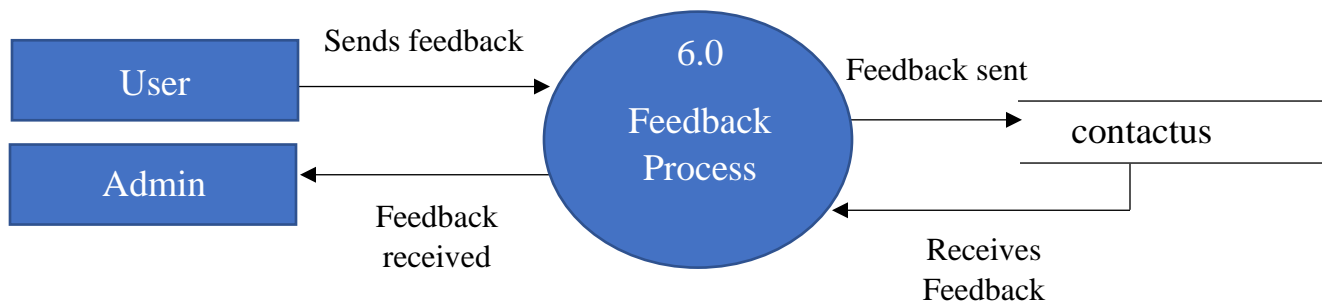 User
Sends feedback
6.0
Feedback
Process
Feedback sent
contactus
Admin
Feedback
received
Receives
Feedback